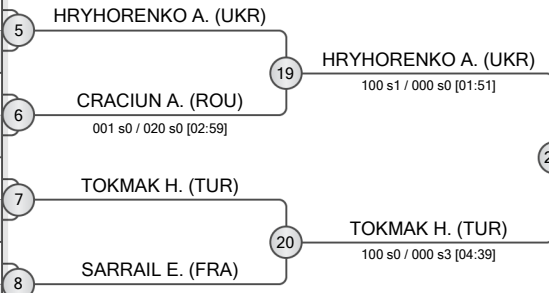 HRYHORENKO A. (UKR)
5
19
HRYHORENKO A. (UKR)
100 s1 / 000 s0 [01:51]
CRACIUN A. (ROU)
6
001 s0 / 020 s0 [02:59]
2
TOKMAK H. (TUR)
7
TOKMAK H. (TUR)
20
100 s0 / 000 s3 [04:39]
SARRAIL E. (FRA)
8